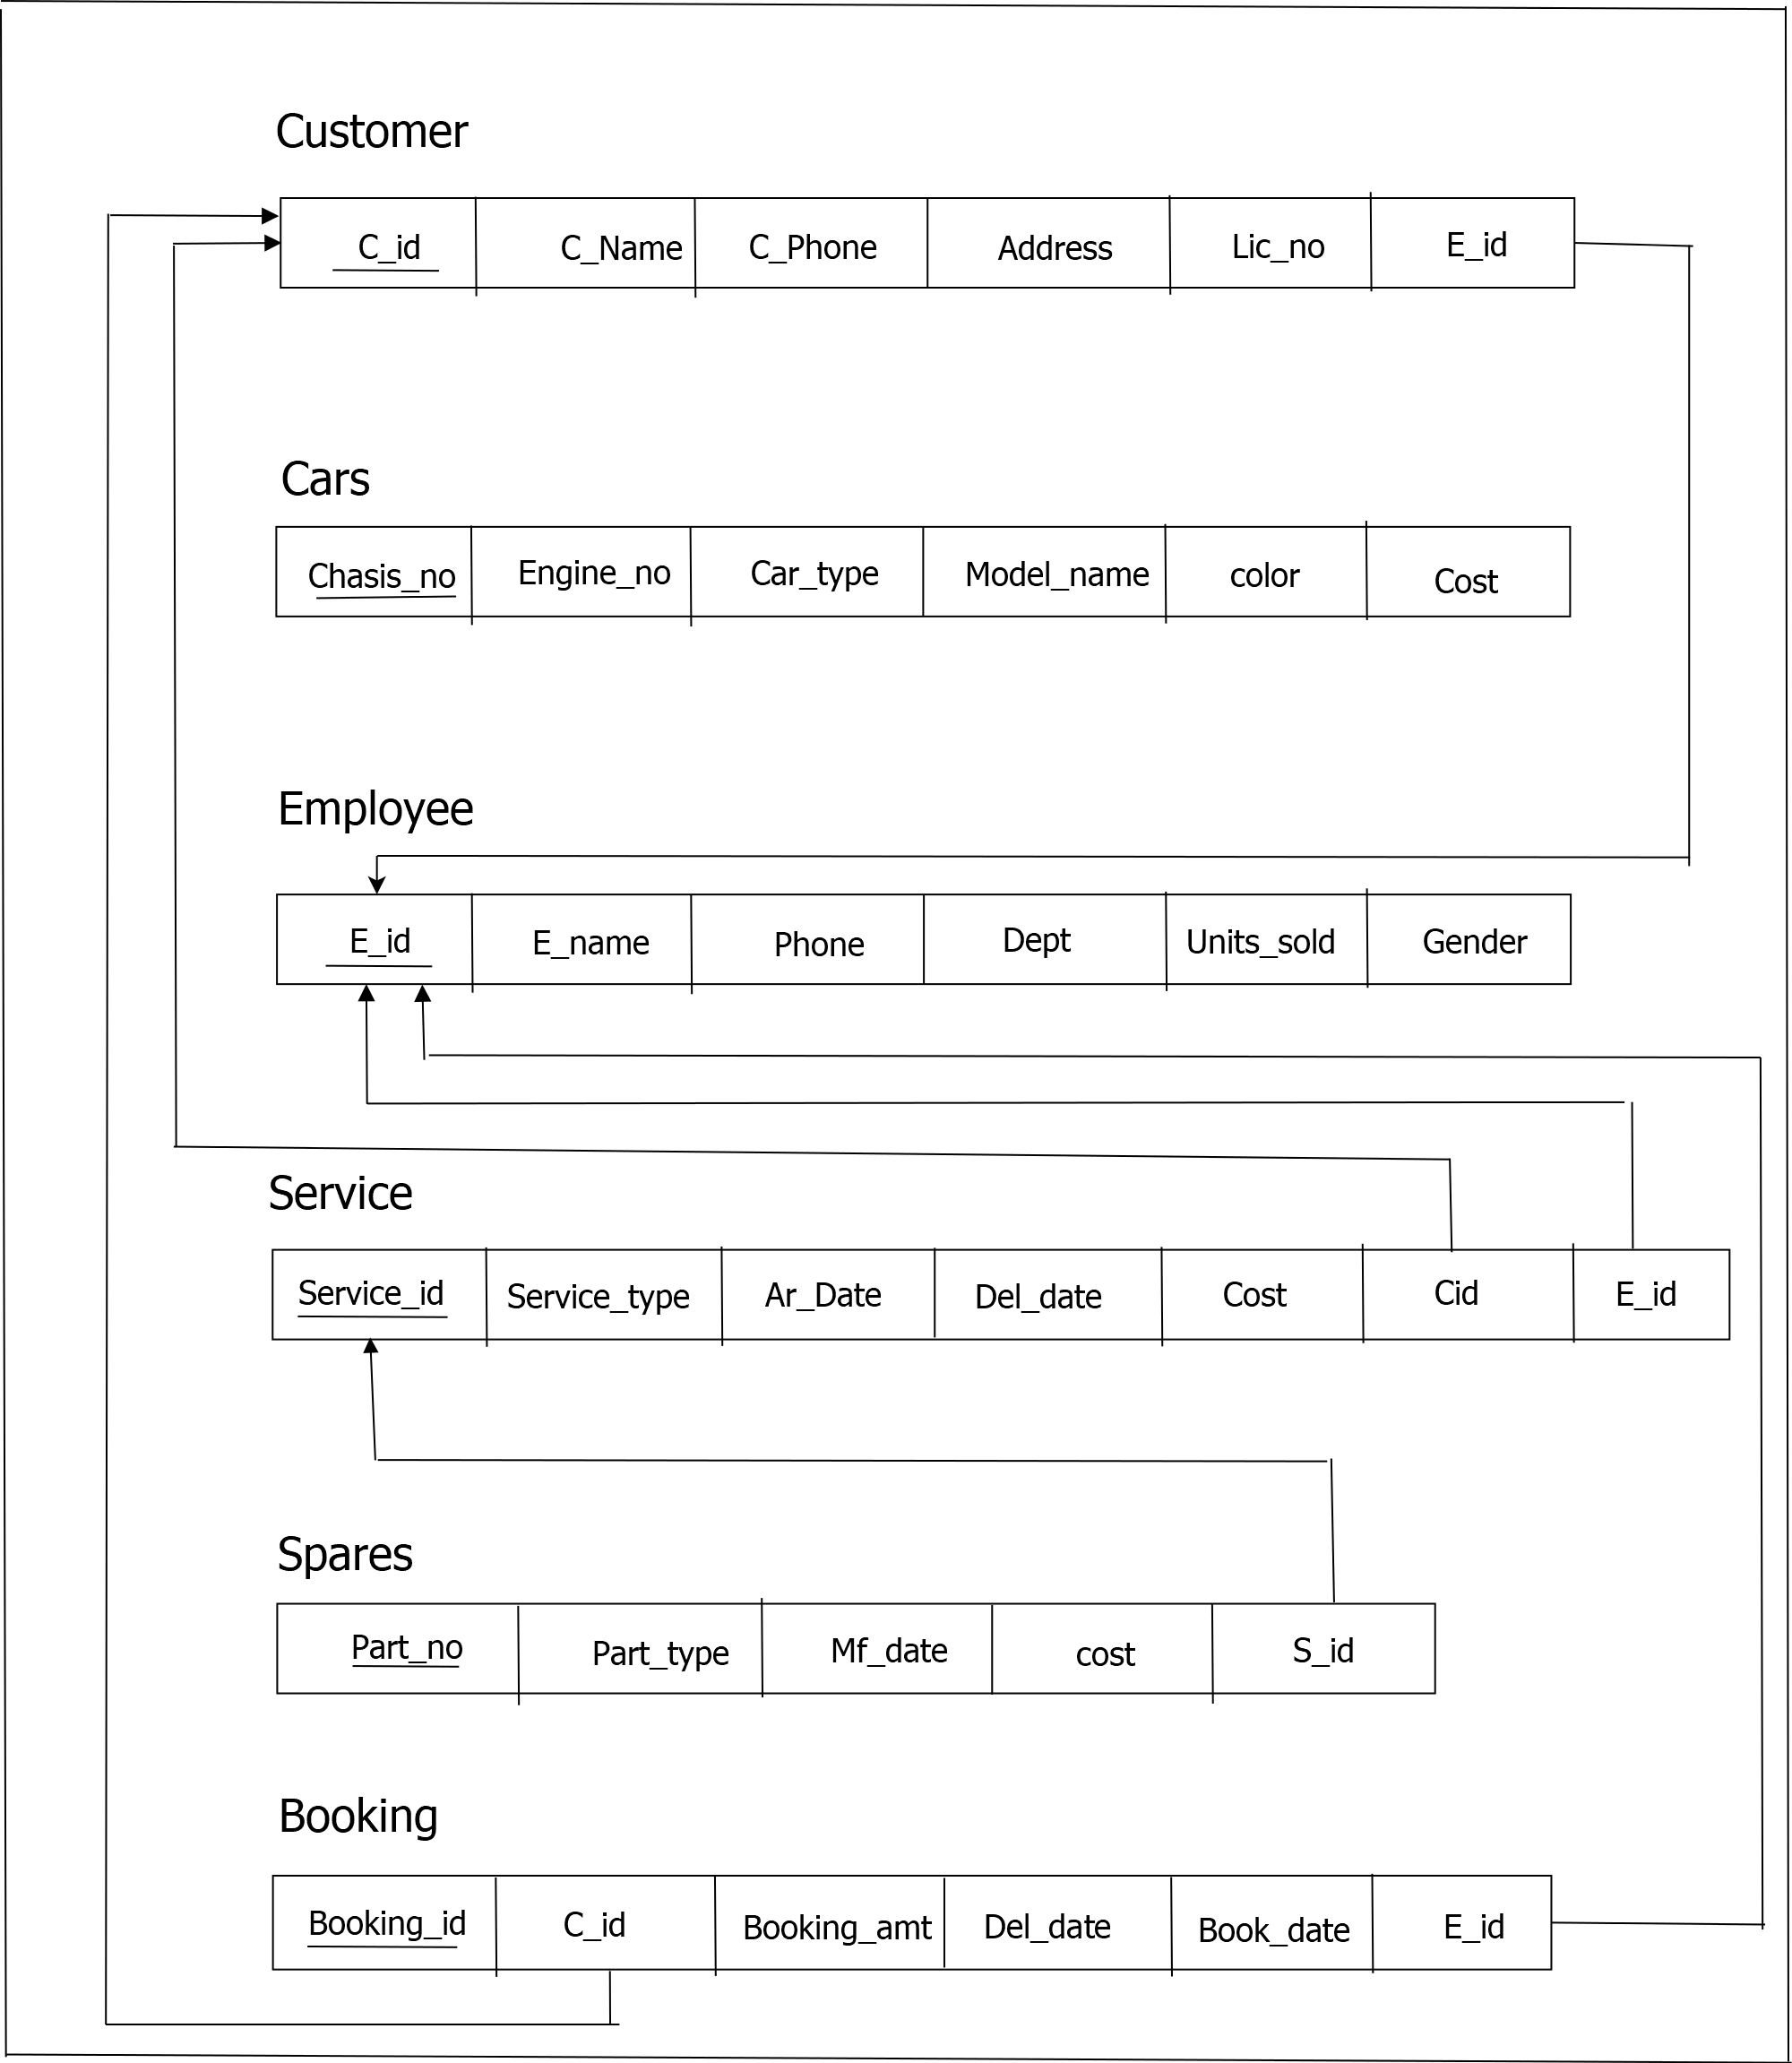 Customer
C_id C_Name C_Phone Address Lic_no E_id
Cars
Chasis_no Engine_no Car_type Model_name color Cost
Employee
E_id E_name Phone Dept Units_sold Gender
Service
Service_id Service_type Ar_Date Del_date Cost Cid E_id
Spares
Part_no Part_type Mf_date cost S_id
Booking
Booking_id C_id Booking_amt Del_date Book_date E_id